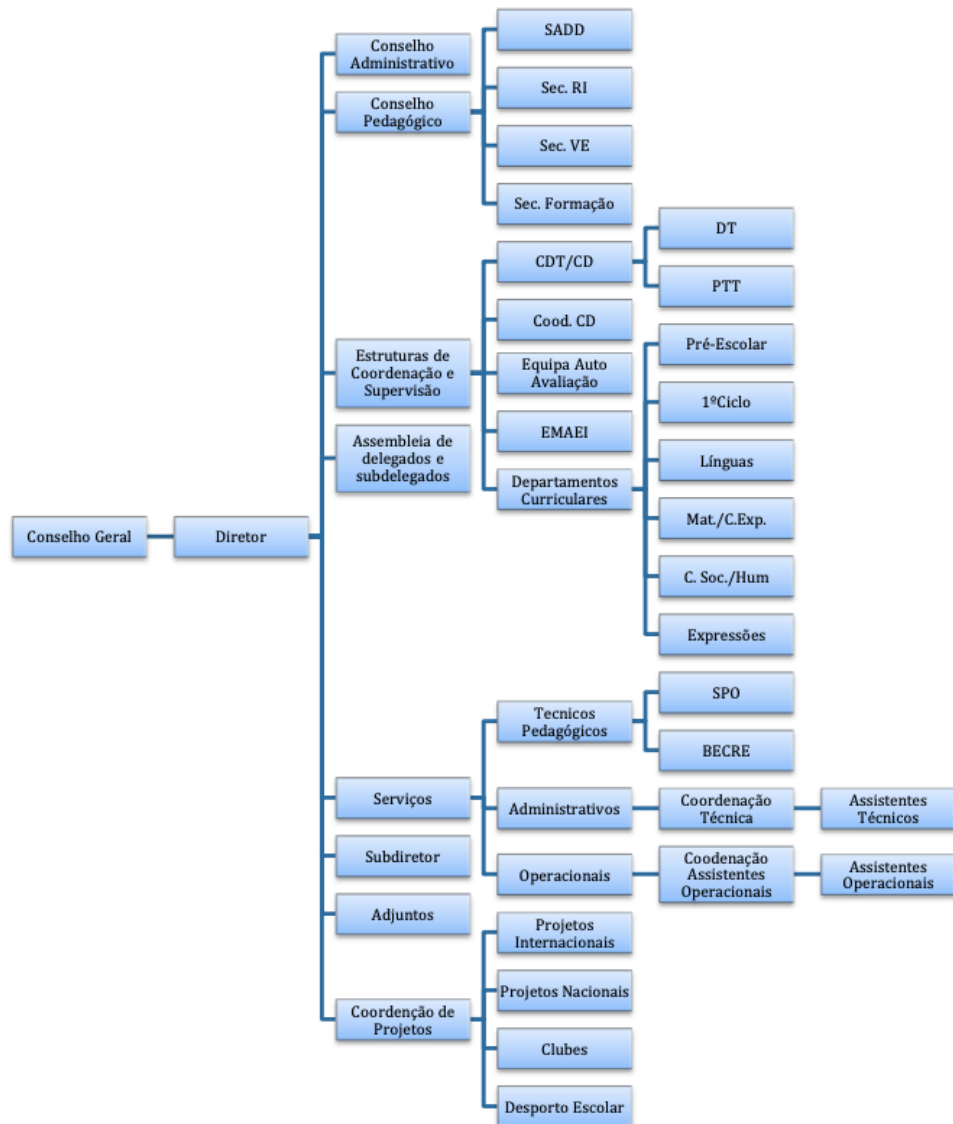 SADD
Conselho
Administrativo
Sec. RI
Conselho
Pedagógico
Sec. VE
Sec. Formação
DT
CDT/CD
PTT
Cood. CD
Pré-Escolar
Estruturas de
Coordenação e
Supervisão
Equipa Auto
Avaliação
1ºCiclo
EMAEI
Assembleia de
delegados e
subdelegados
Línguas
Departamentos
Curriculares
Mat./C.Exp.
Conselho Geral
Diretor
C. Soc./Hum
Expressões
SPO
Tecnicos
Pedagógicos
BECRE
Serviços
Administrativos
Coordenação
Técnica
Assistentes
Técnicos
Subdiretor
Operacionais
Coodenação
Assistentes
Operacionais
Assistentes
Operacionais
Adjuntos
Projetos
Internacionais
Projetos Nacionais
Coordenção de
Projetos
Clubes
Desporto Escolar